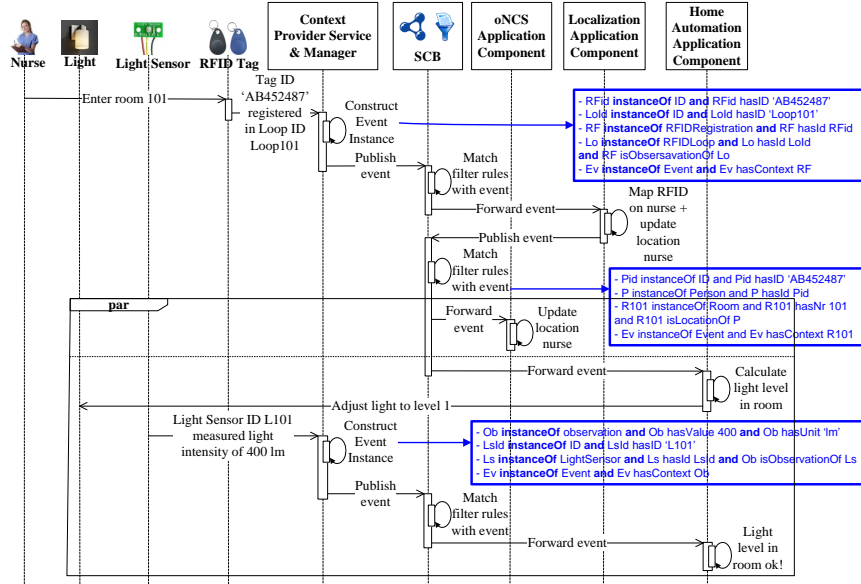 Context
Provider Service
& Manager
SCB
oNCS
Application
Component
Localization
Application
Component
Home
Automation
Application
Component
Nurse
Light
Light Sensor
RFID Tag
Enter room 101
Tag ID
'AB452487'
registered
in Loop ID
Loop101
Construct
Event
Instance
- RFid instanceOf ID and RFid hasID 'AB452487'
- LoId instanceOf ID and LoId hasID 'Loop101'
- RF instanceOf RFIDRegistration and RF hasId RFid
- Lo instanceOf RFIDLoop and Lo hasId LoId
and RF isObsersavationOf Lo
- Ev instanceOf Event and Ev hasContext RF
Publish
event
Match
filter rules
with event
Forward event
Map RFID
on nurse +
update
location
nurse
Publish event
Match
filter rules
with event
- Pid instanceOf ID and Pid hasID 'AB452487'
- P instanceOf Person and P hasId Pid
- R101 instanceOf Room and R101 hasNr 101
and R101 isLocationOf P
- Ev instanceOf Event and Ev hasContext R101
par
Forward
event
Update
location
nurse
Forward event
Calculate
light level
in room
Adjust light to level 1
Light Sensor ID L101
measured light
intensity of 400 lm
Construct
Event
Instance
- Ob instanceOf observation and Ob hasValue 400 and Ob hasUnit 'lm'
- LsId instanceOf ID and LsId hasID 'L101'
- Ls instanceOf LightSensor and Ls hasId LsId and Ob isObservationOf Ls
- Ev instanceOf Event and Ev hasContext Ob
Publish
event
Match
filter rules
with event
Forward event
Light
level in
room ok!